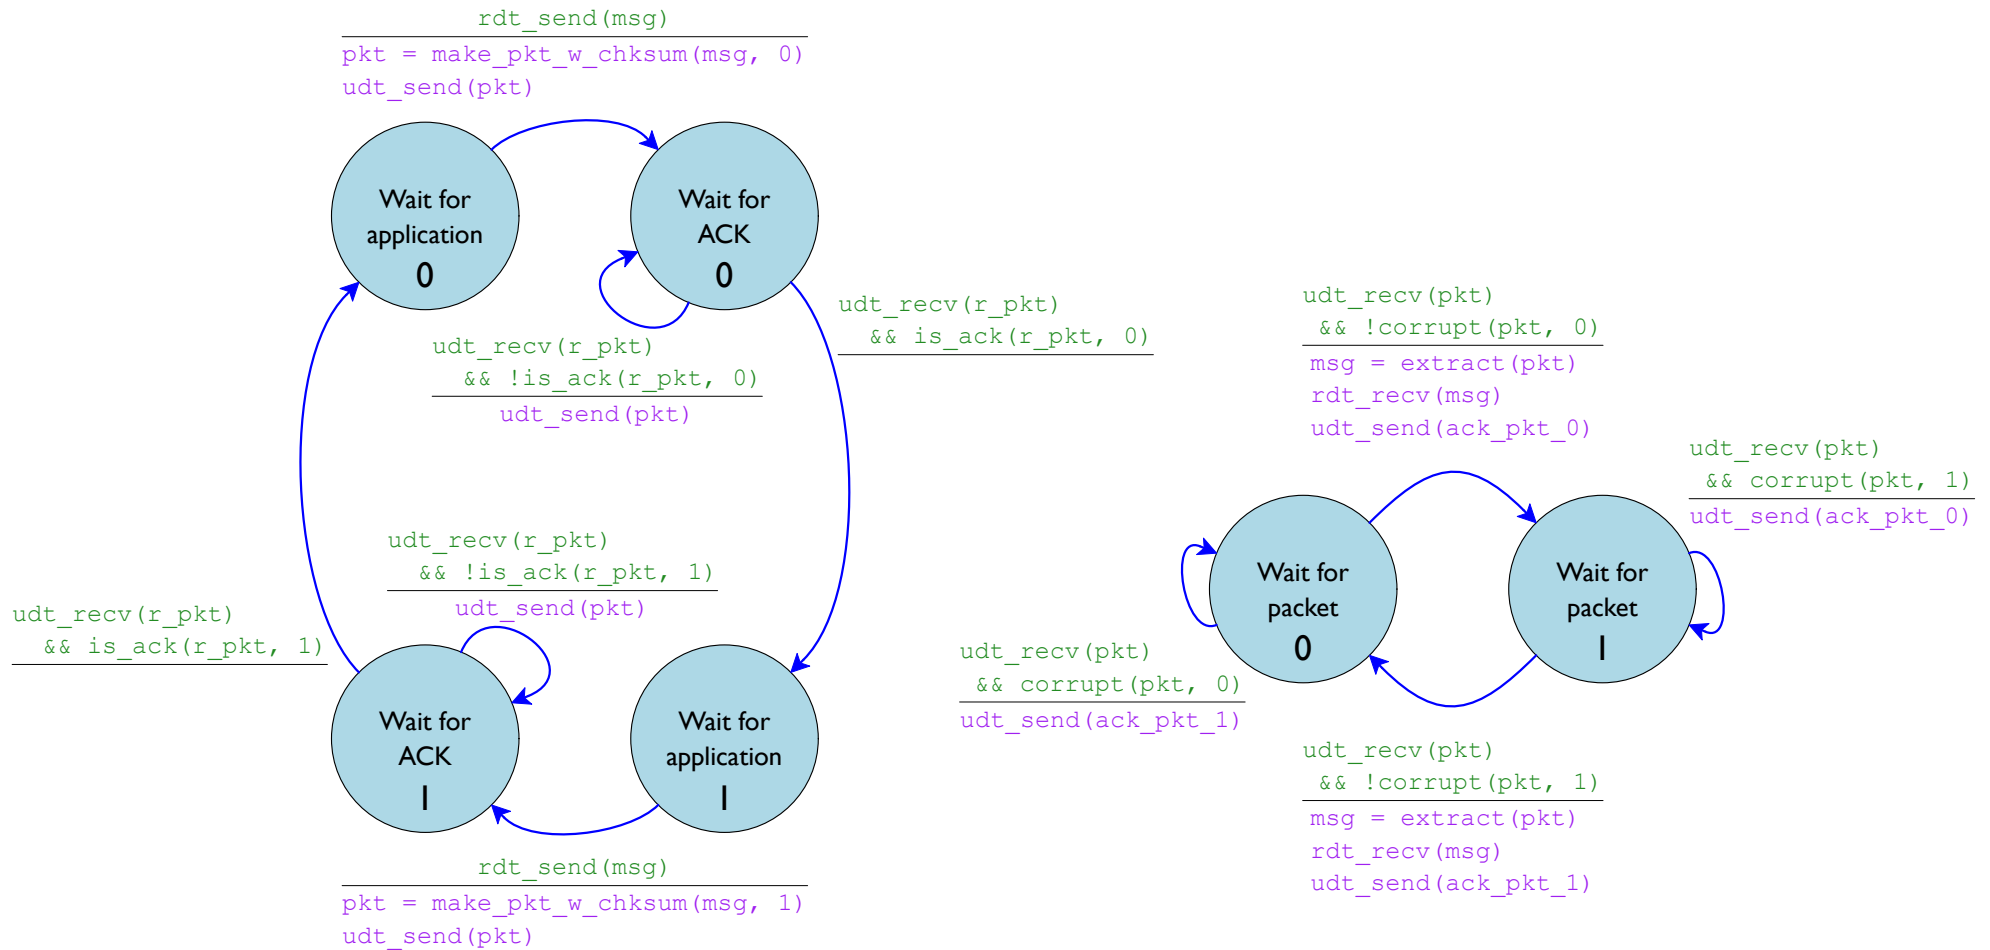 rdt_send(msg)
pkt = make_pkt_w_chksum(msg, 0)
udt_send(pkt)
Wait for
application
0
Wait for
ACK
0
udt_recv(r_pkt)
&& !is_ack(r_pkt, 0)
udt_send(pkt)
udt_recv(r_pkt)
&& is_ack(r_pkt, 0)
udt_recv(r_pkt)
&& !is_ack(r_pkt, 1)
udt_send(pkt)
udt_recv(r_pkt)
&& is_ack(r_pkt, 1)
Wait for
ACK
1
Wait for
application
1
rdt_send(msg)
pkt = make_pkt_w_chksum(msg, 1)
udt_send(pkt)
udt_recv(pkt)
&& !corrupt(pkt, 0)
msg = extract(pkt)
rdt_recv(msg)
udt_send(ack_pkt_0)
udt_recv(pkt)
&& corrupt(pkt, 1)
udt_send(ack_pkt_0)
Wait for
packet
0
Wait for
packet
1
udt_recv(pkt)
&& corrupt(pkt, 0)
udt_send(ack_pkt_1)
udt_recv(pkt)
&& !corrupt(pkt, 1)
msg = extract(pkt)
rdt_recv(msg)
udt_send(ack_pkt_1)